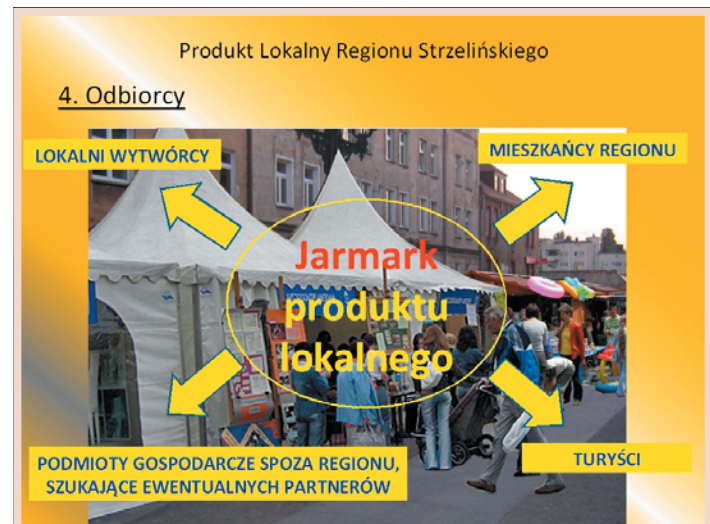 Produkt Lokalny Regionu Strzelińskiego
4. Odbiorcy
LOKALNI WYTWÓRCY
MIESZKAŃCY REGIONU
Jarmark
produktu
lokalnego
PODMIOTY GOSPODARCZE SPOZA REGIONU,
SZUKAJĄCE EWENTUALNYCH PARTNERÓW
TURYŚCI